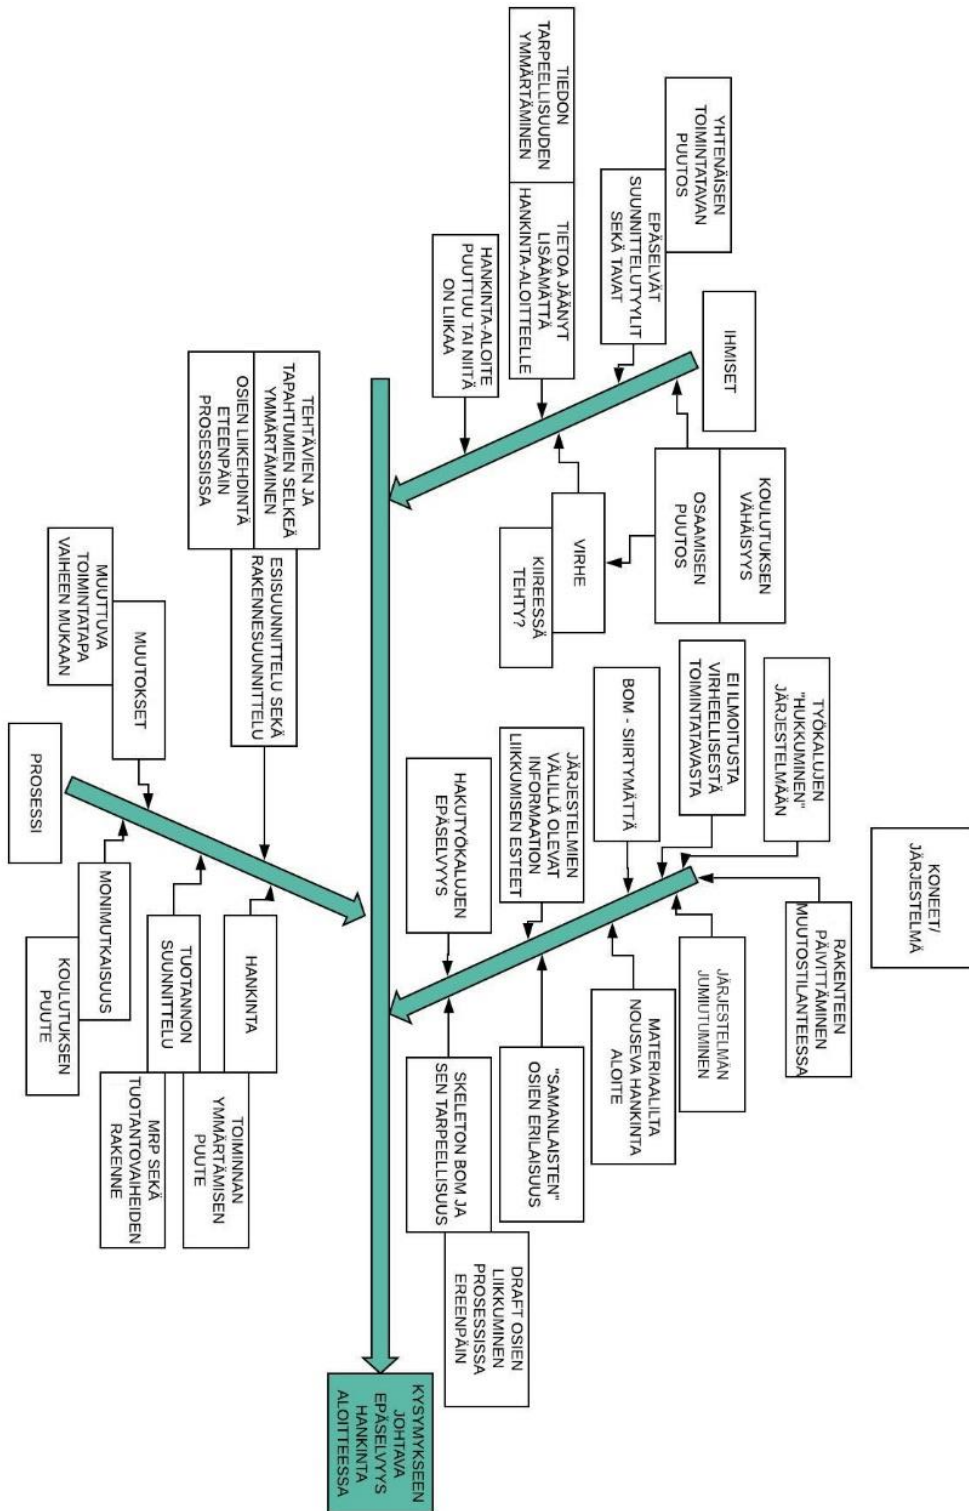 KONEET/
JÄRJESTELMÄ
IHMISET
YHTENÄISEN
TOIMINTATAVAN
PUUTOS
EPÄSELVÄT
SUUNNITTELUTYYLIT
SEKÄ TAVAT
TIEDON
TARPEELLISUUDEN
YMMÄRTÄMINEN
TIETOA JÄÄNYT
LISÄÄMÄTTÄ
HANKINTA-ALOITTEELLE
HANKINTA-ALOITE
PUUTTUU TAI NIITÄ
ON LIIKAA
KOULUTUKSEN
VÄHÄISYYS
OSAAMISEN
PUUTOS
VIRHE
KIIREESSÄ
TEHTY?
TYÖKALUJEN
"HUKKUMINEN"
JÄRJESTELMÄÄN
EI ILMOITUSTA
VIRHEELLISESTÄ
TOIMINTATAVASTA
BOM - SIIRTYMÄTTÄ
JÄRJESTELMIEN
VÄLILLÄ OLEVAT
INFORMAATION
LIIKKUMISEN ESTEET
HAKUTYÖKALUJEN
EPÄSELVYYS
RAKENTEEN
PÄIVITTÄMINEN
MUUTOSTILANTEESSA
JÄRJESTELMÄN
JUMIUTUMINEN
MATERIAALILTA
NOUSEVA HANKINTA
ALOITE
"SAMANLAISTEN"
OSIEN ERILAISUUS
SKELETON BOM JA
SEN TARPEELLISUUS
DRAFT OSIEN
LIIKKUMINEN
PROSESSISSA
EREENPÄIN
KYSYMYKSEEN
JOHTAVA
EPÄSELVYYS
HANKINTA
ALOITTEESSA
TEHTÄVIEN JA
TAPAHTUMIEN SELKEÄ
YMMÄRTÄMINEN
OSIEN LIIKEHDINTÄ
ETEENPÄIN
PROSESSISSA
ESISUUNNITTELU SEKÄ
RAKENNESUUNNITTELU
MUUTOKSET
MUUTTUVA
TOIMINTATAPA
VAIHEEN MUKAAN
PROSESSI
HANKINTA
TOIMINNAN
YMMÄRTÄMISEN
PUUTE
TUOTANNON
SUUNNITTELU
MRP SEKÄ
TUOTANTOVAIHEIDEN
RAKENNE
MONIMUTKAISUUS
KOULUTUKSEN
PUUTE